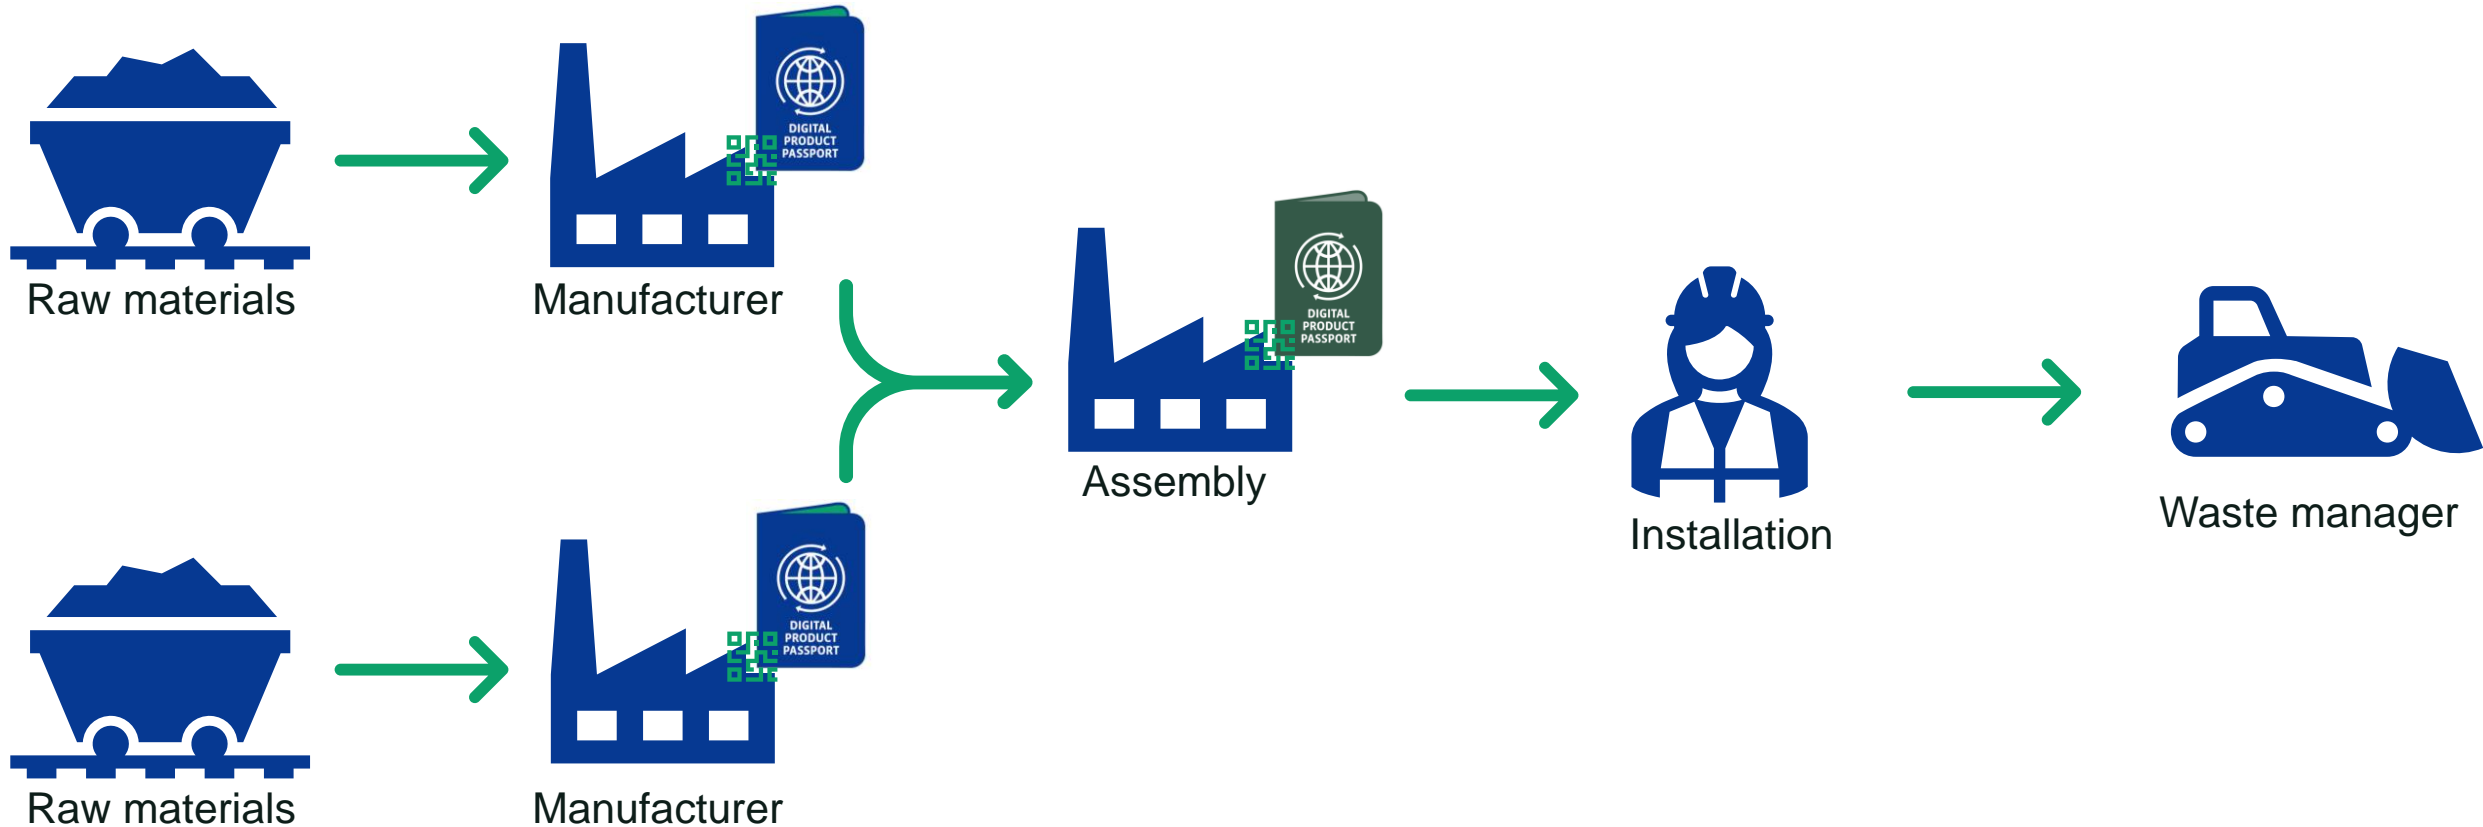 DIGITAL
PRODUCT
PASSPORT
Raw materials
Manufacturer
DIGITAL
PRODUCT
PASSPORT
Assembly
Installation
Waste manager
DIGITAL
PRODUCT
PASSPORT
Raw materials
Manufacturer